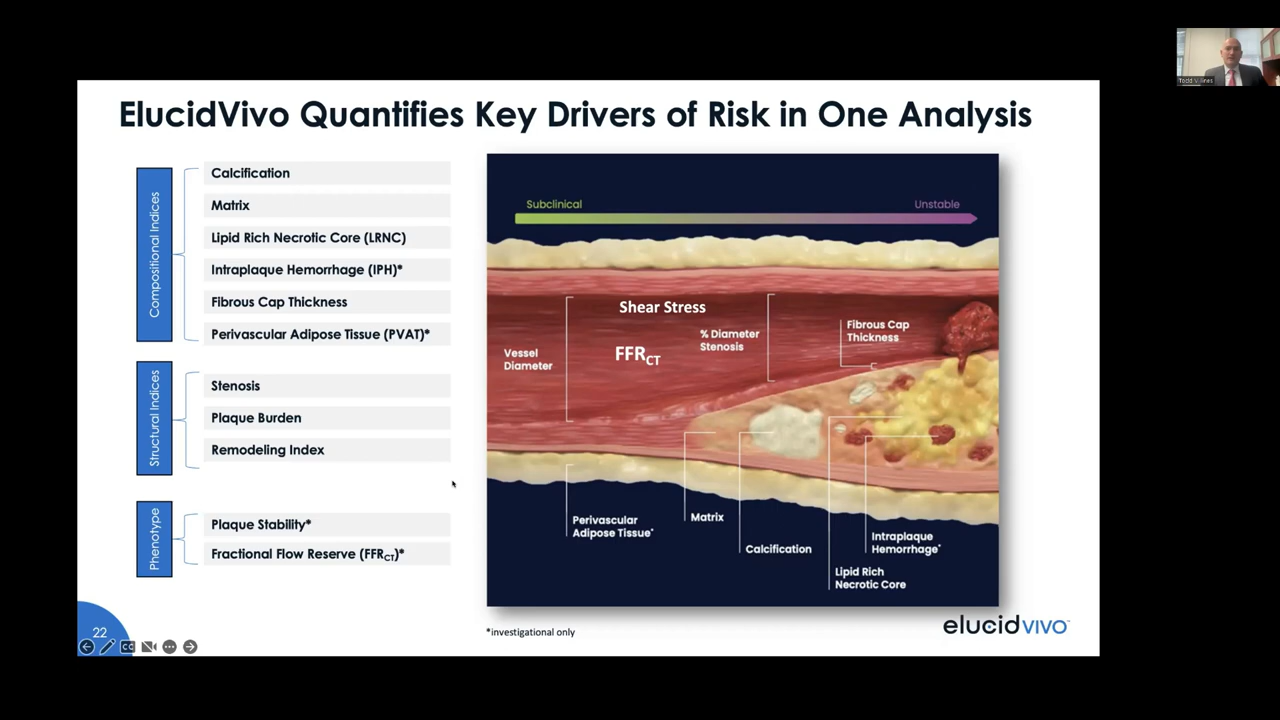 Todd Villines
ElucidVivo Quantifies Key Drivers of Risk in One Analysis
Compositional Indices
Calcification
Matrix
Lipid Rich Necrotic Core (LRNC)
Intraplaque Hemorrhage (IPH)*
Fibrous Cap Thickness
Perivascular Adipose Tissue (PVAT)*
Structural Indices
Stenosis
Plaque Burden
Remodeling Index
Phenotype
Plaque Stability*
Fractional Flow Reserve (FFRCT)*
Subclinical
Unstable
Shear Stress
FFRCT
Vessel
Diameter
% Diameter
Stenosis
Fibrous Cap
Thickness
Perivascular
Adipose Tissue*
Matrix
Calcification
Intraplaque
Hemorrhage*
Lipid Rich
Necrotic Core
*investigational only
elucidvivo
22
CC